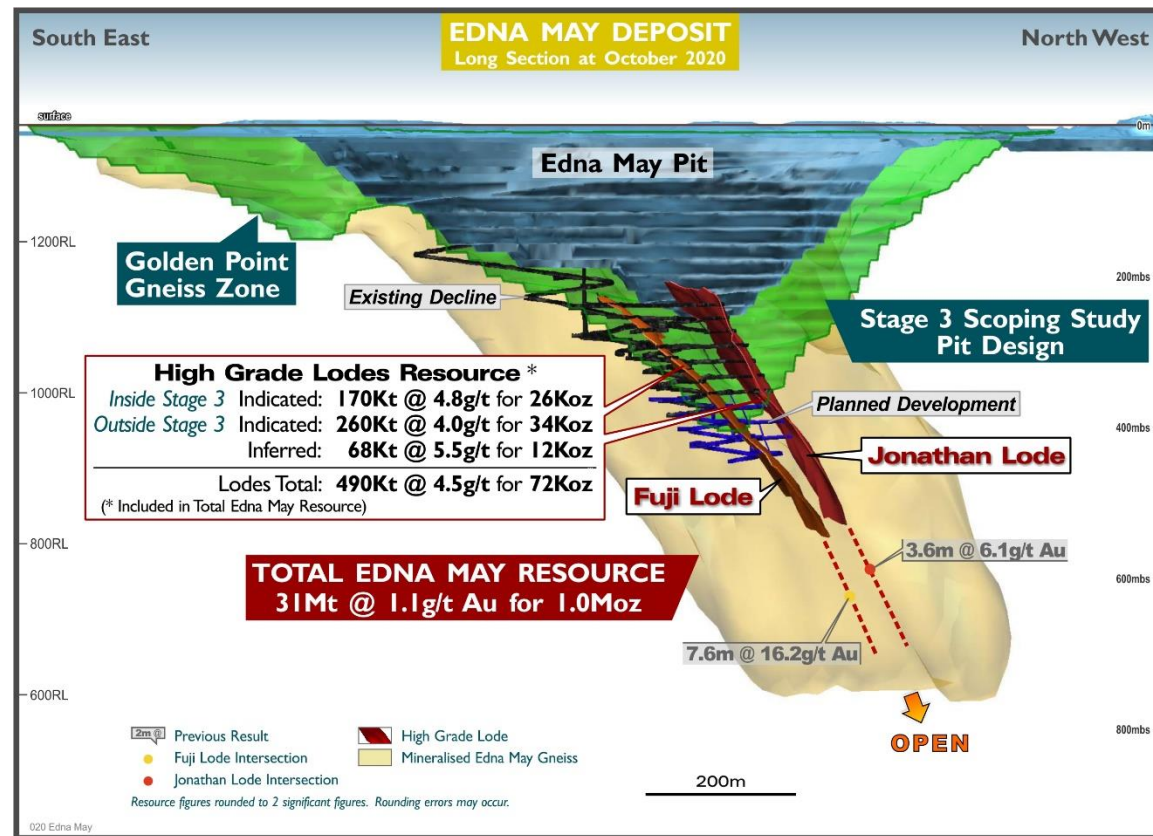 South East
EDNA MAY DEPOSIT
Long Section at October 2020
North West
surface
0m
Edna May Pit
1200RL
Golden Point
Gneiss Zone
200mbs
Existing Decline
Stage 3 Scoping Study
Pit Design
High Grade Lodes Resource *
Inside Stage 3 Indicated: 170Kt @ 4.8g/t for 26Koz
Outside Stage 3 Indicated: 260Kt @ 4.0g/t for 34Koz
Inferred: 68Kt @ 5.5g/t for 12Koz
Lodes Total: 490Kt @ 4.5g/t for 72Koz
(* Included in Total Edna May Resource)
1000RL
Planned Development
400mbs
Jonathan Lode
Fuji Lode
800RL
3.6m @ 6.1g/t Au
TOTAL EDNA MAY RESOURCE
31Mt @ 1.1g/t Au for 1.0Moz
600mbs
7.6m @ 16.2g/t Au
600RL
OPEN
800mbs
2m @ Previous Result
Fuji Lode Intersection
Jonathan Lode Intersection
High Grade Lode
Mineralised Edna May Gneiss
200m
Resource figures rounded to 2 significant figures. Rounding errors may occur.
020 Edna May